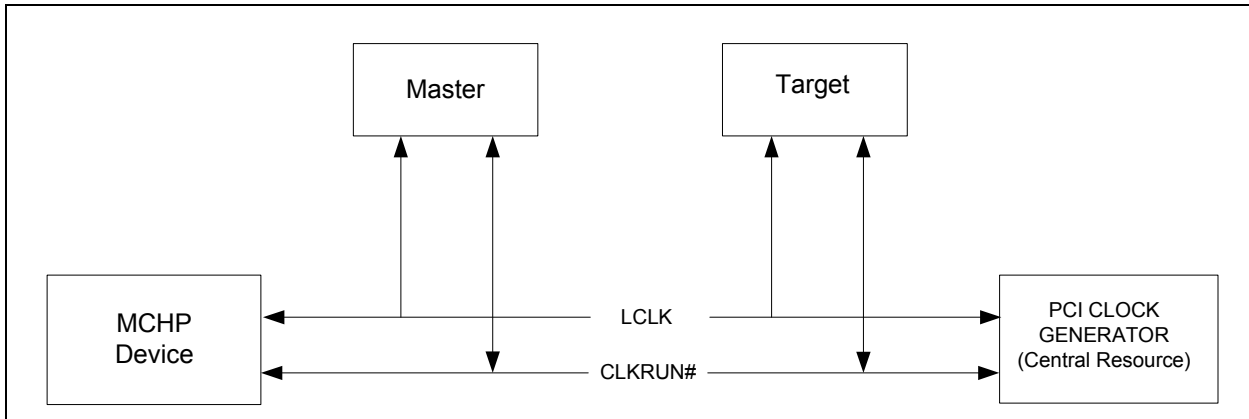 Master
Target
MCHP
Device
LCLK
CLKRUN#
PCI CLOCK
GENERATOR
(Central Resource)